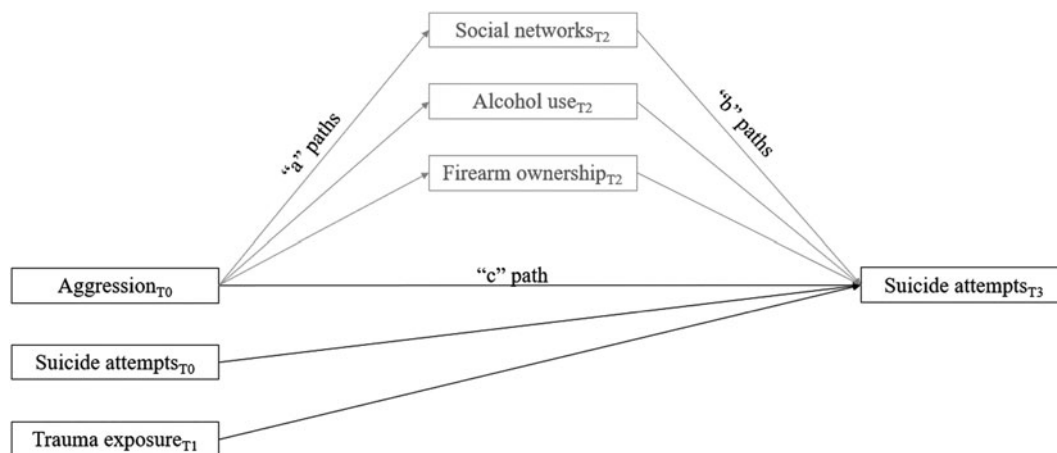 Social networksT2
Alcohol useT2
Firearm ownershipT2
“a” paths
“b” paths
“c” path
AggressionT0
Suicide attemptsT3
Suicide attemptsT0
Trauma exposureT1